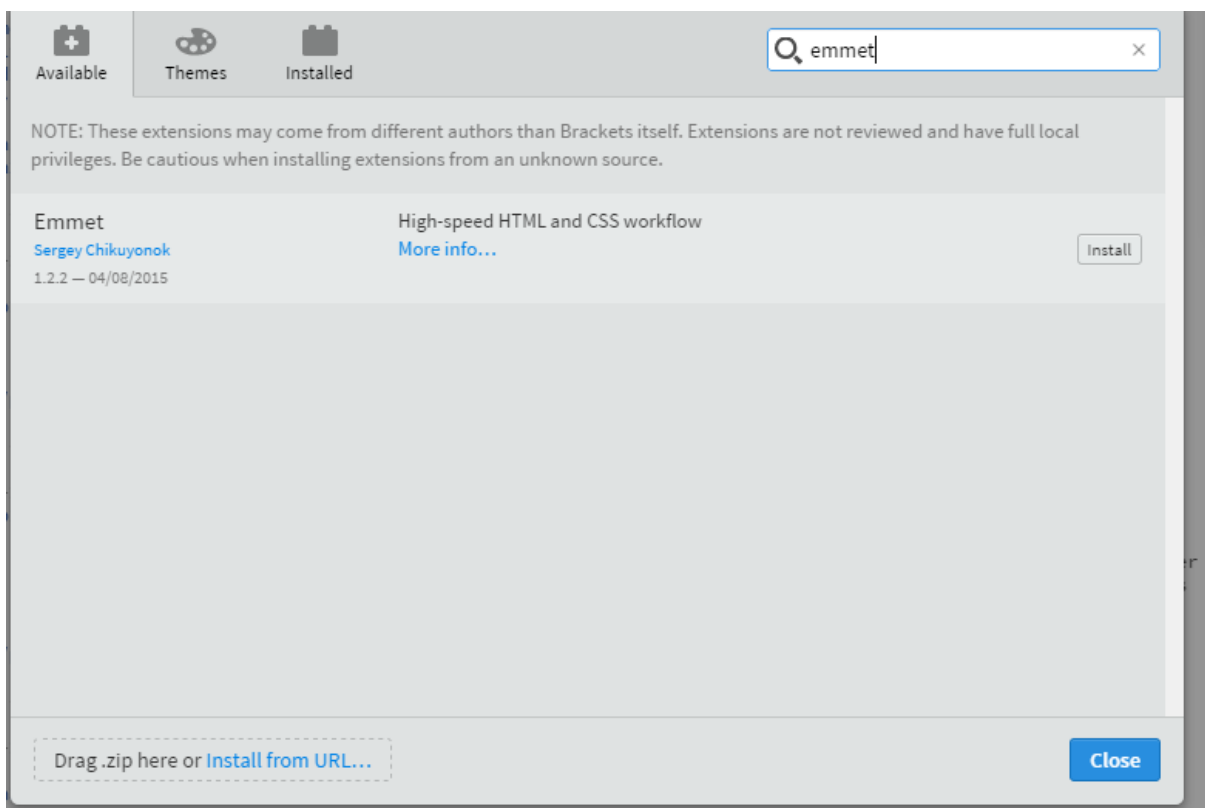 Available
Themes
Installed
emmet
NOTE: These extensions may come from different authors than Brackets itself. Extensions are not reviewed and have full local
privileges. Be cautious when installing extensions from an unknown source.
Emmet
High-speed HTML and CSS workflow
Sergey Chikuyonok
More info...
Install
1.2.2 — 04/08/2015
er
Drag .zip here or Install from URL...
Close